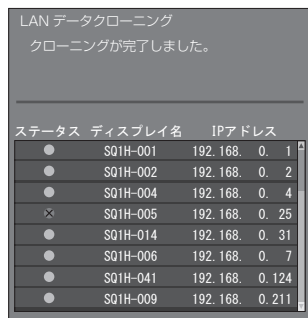 LAN データクローニング
クローニングが完了しました。
ステータス ディスプレイ名 IPアドレス
SQ1H-001 192.168. 0. 1
SQ1H-002 192.168. 0. 2
SQ1H-004 192.168. 0. 4
SQ1H-005 192.168. 0. 25
SQ1H-014 192.168. 0. 31
SQ1H-006 192.168. 0. 7
SQ1H-041 192.168. 0.124
SQ1H-009 192.168. 0.211